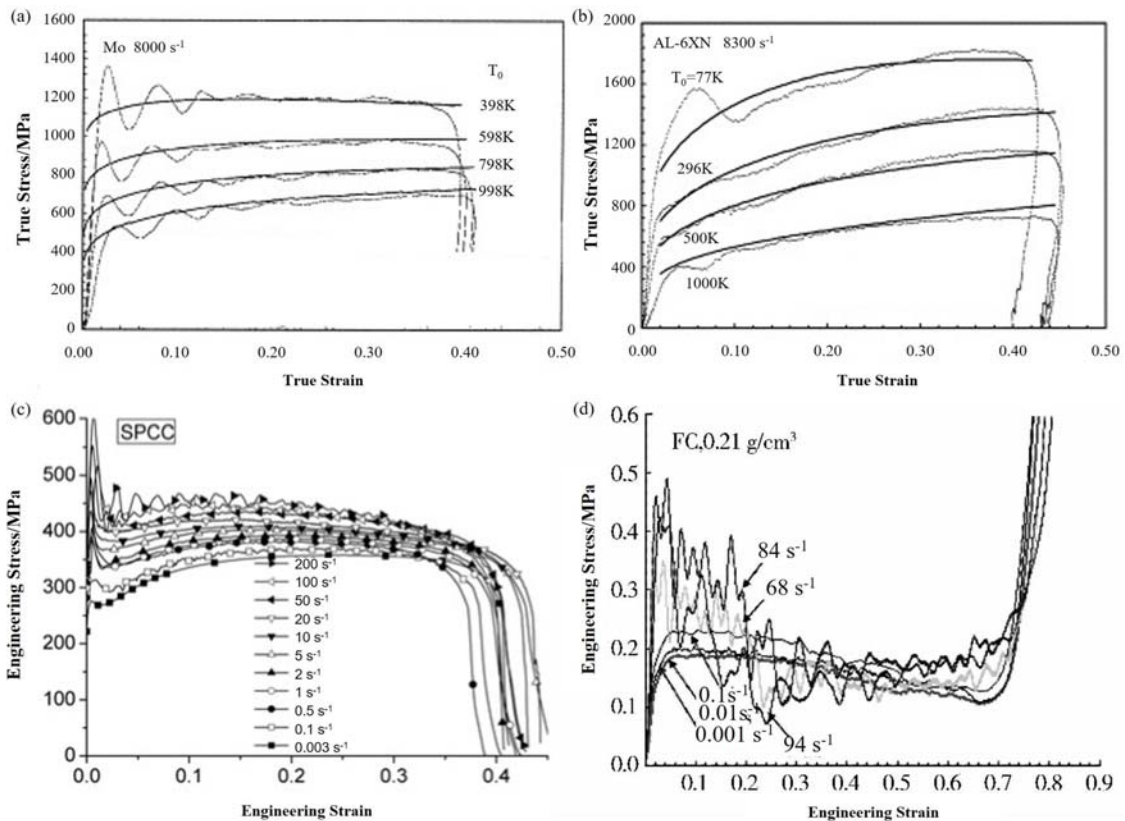 (a)
1600
1400
1200
1000
800
600
400
200
0
True Stress/MPa
Mo 8000 s⁻¹
T₀
398K
598K
798K
998K
0.00 0.10 0.20 0.30 0.40 0.50
True Strain
(b)
2000
1600
1200
800
400
0
True Stress/MPa
AL-6XN 8300 s⁻¹
T₀=77K
296K
500K
1000K
0.00 0.10 0.20 0.30 0.40 0.50
True Strain
(c)
600
500
400
300
200
100
0
Engineering Stress/MPa
SPCC
200 s⁻¹
100 s⁻¹
50 s⁻¹
20 s⁻¹
10 s⁻¹
5 s⁻¹
2 s⁻¹
1 s⁻¹
0.5 s⁻¹
0.1 s⁻¹
0.003 s⁻¹
0.0 0.1 0.2 0.3 0.4
Engineering Strain
(d)
0.6
0.5
0.4
0.3
0.2
0.1
0.0
Engineering Stress/MPa
FC,0.21 g/cm³
84 s⁻¹
68 s⁻¹
0.1s⁻¹
0.01s⁻¹
0.001 s⁻¹
94 s⁻¹
0.1 0.2 0.3 0.4 0.5 0.6 0.7 0.8 0.9
Engineering Strain